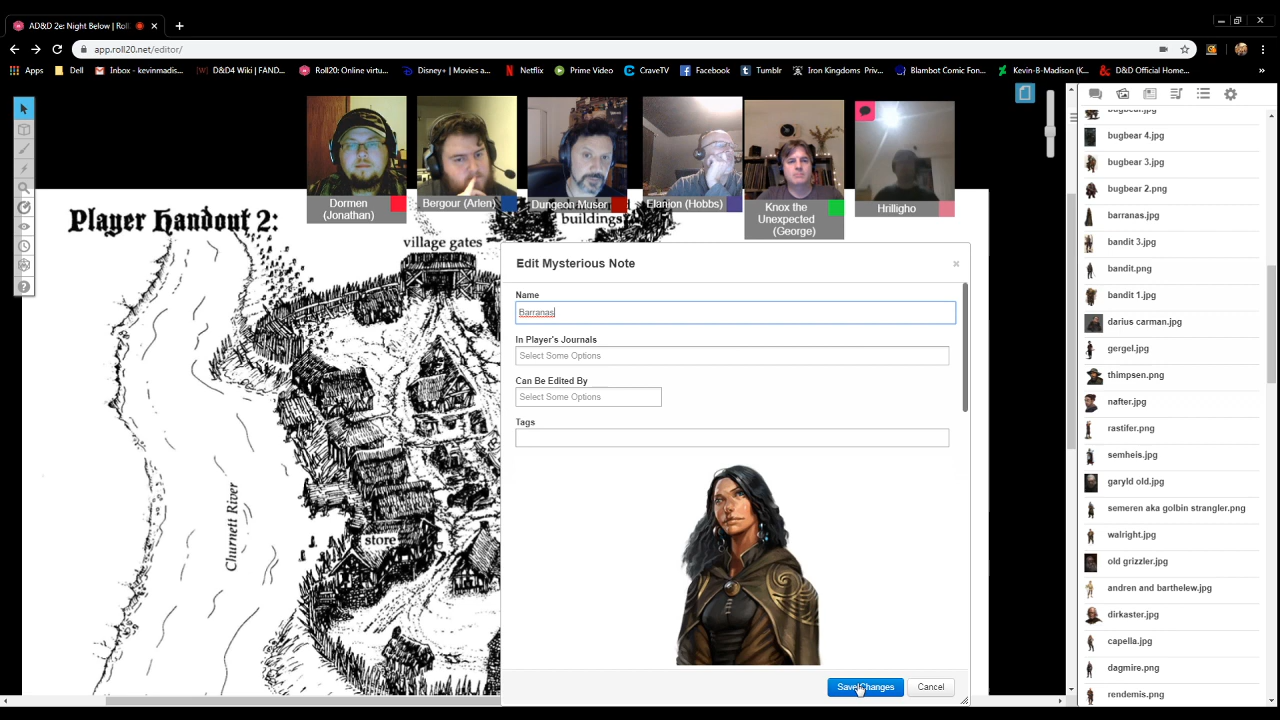 AD&D 2e: Night Below | Roll
app.roll20.net/editor/
Apps
Dell
Inbox - kevinmadis...
D&D4 Wiki | FAND...
Roll20: Online virtu...
Disney+ | Movies a...
Netflix
Prime Video
CraveTV
Facebook
Tumblr
Iron Kingdoms Priv...
Blambot Comic Fon...
Kevin-B-Madison (K...
D&D Official Home...
»
Dormen
(Jonathan)
Bergour (Arlen)
Dungeon Muser
Elanion (Hobbs)
Knox the
Unexpected
(George)
Hrilligho
Player Handout 2:
village gates
buildings
store
Churnett River
Edit Mysterious Note
×
Name
Barranas
In Player's Journals
Select Some Options
Can Be Edited By
Select Some Options
Tags
Save Changes
Cancel
bugbear.jpg
bugbear 4.jpg
bugbear 3.jpg
bugbear 2.png
barranas.jpg
bandit 3.jpg
bandit.png
bandit 1.jpg
darius carman.jpg
gergel.jpg
thimpsen.png
nafter.jpg
rastifer.png
semheis.jpg
garyld old.jpg
semeren aka golbin strangler.png
walright.jpg
old grizzler.jpg
andren and barthelew.jpg
dirkaster.jpg
capella.jpg
dagmire.png
rendemis.png